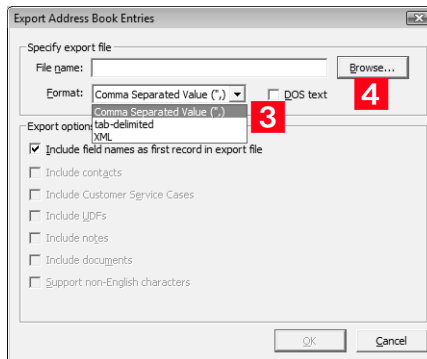 Export Address Book Entries
Specify export file
File name:
Browse...
Format: Comma Separated Value (",) DOS text
Comma Separated Value (",)
tab-delimited
XML
3
4
Export option
Include field names as first record in export file
Include contacts
Include Customer Service Cases
Include UDFs
Include notes
Include documents
Support non-English characters
OK Cancel